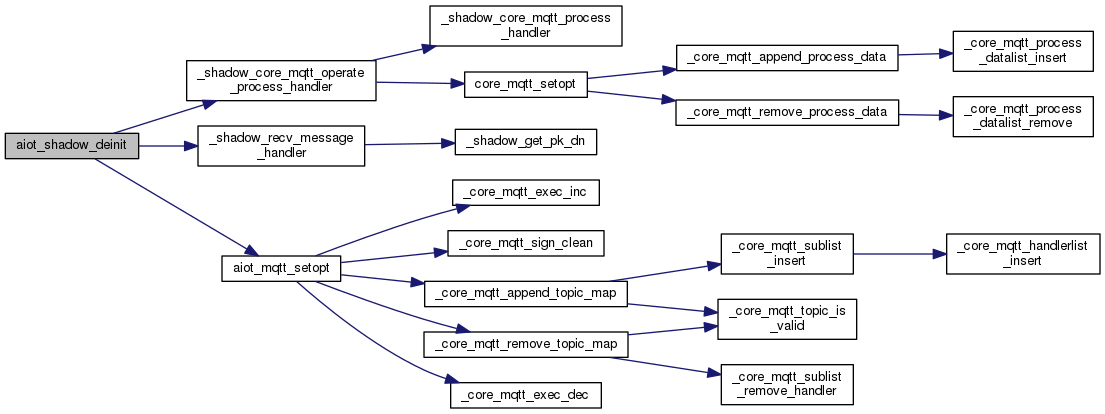 _shadow_core_mqtt_process
_handler
_shadow_core_mqtt_operate
_process_handler
core_mqtt_setopt
_core_mqtt_append_process_data
_core_mqtt_process
_datalist_insert
_core_mqtt_remove_process_data
_core_mqtt_process
_datalist_remove
aiot_shadow_deinit
_shadow_recv_message
_handler
_shadow_get_pk_dn
_core_mqtt_exec_inc
_core_mqtt_sign_clean
aiot_mqtt_setopt
_core_mqtt_append_topic_map
_core_mqtt_sublist
_insert
_core_mqtt_handlerlist
_insert
_core_mqtt_topic_is
_valid
_core_mqtt_remove_topic_map
_core_mqtt_sublist
_remove_handler
_core_mqtt_exec_dec